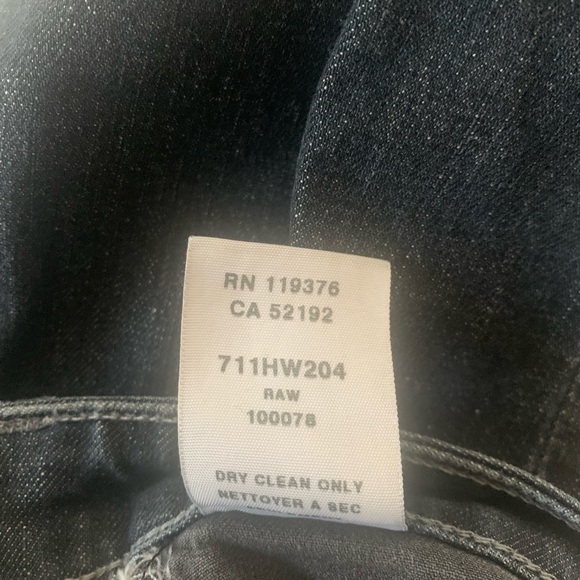 RN 119376
CA 52192
711HW204
RAW
100078
DRY CLEAN ONLY
NETTOYER A SEC